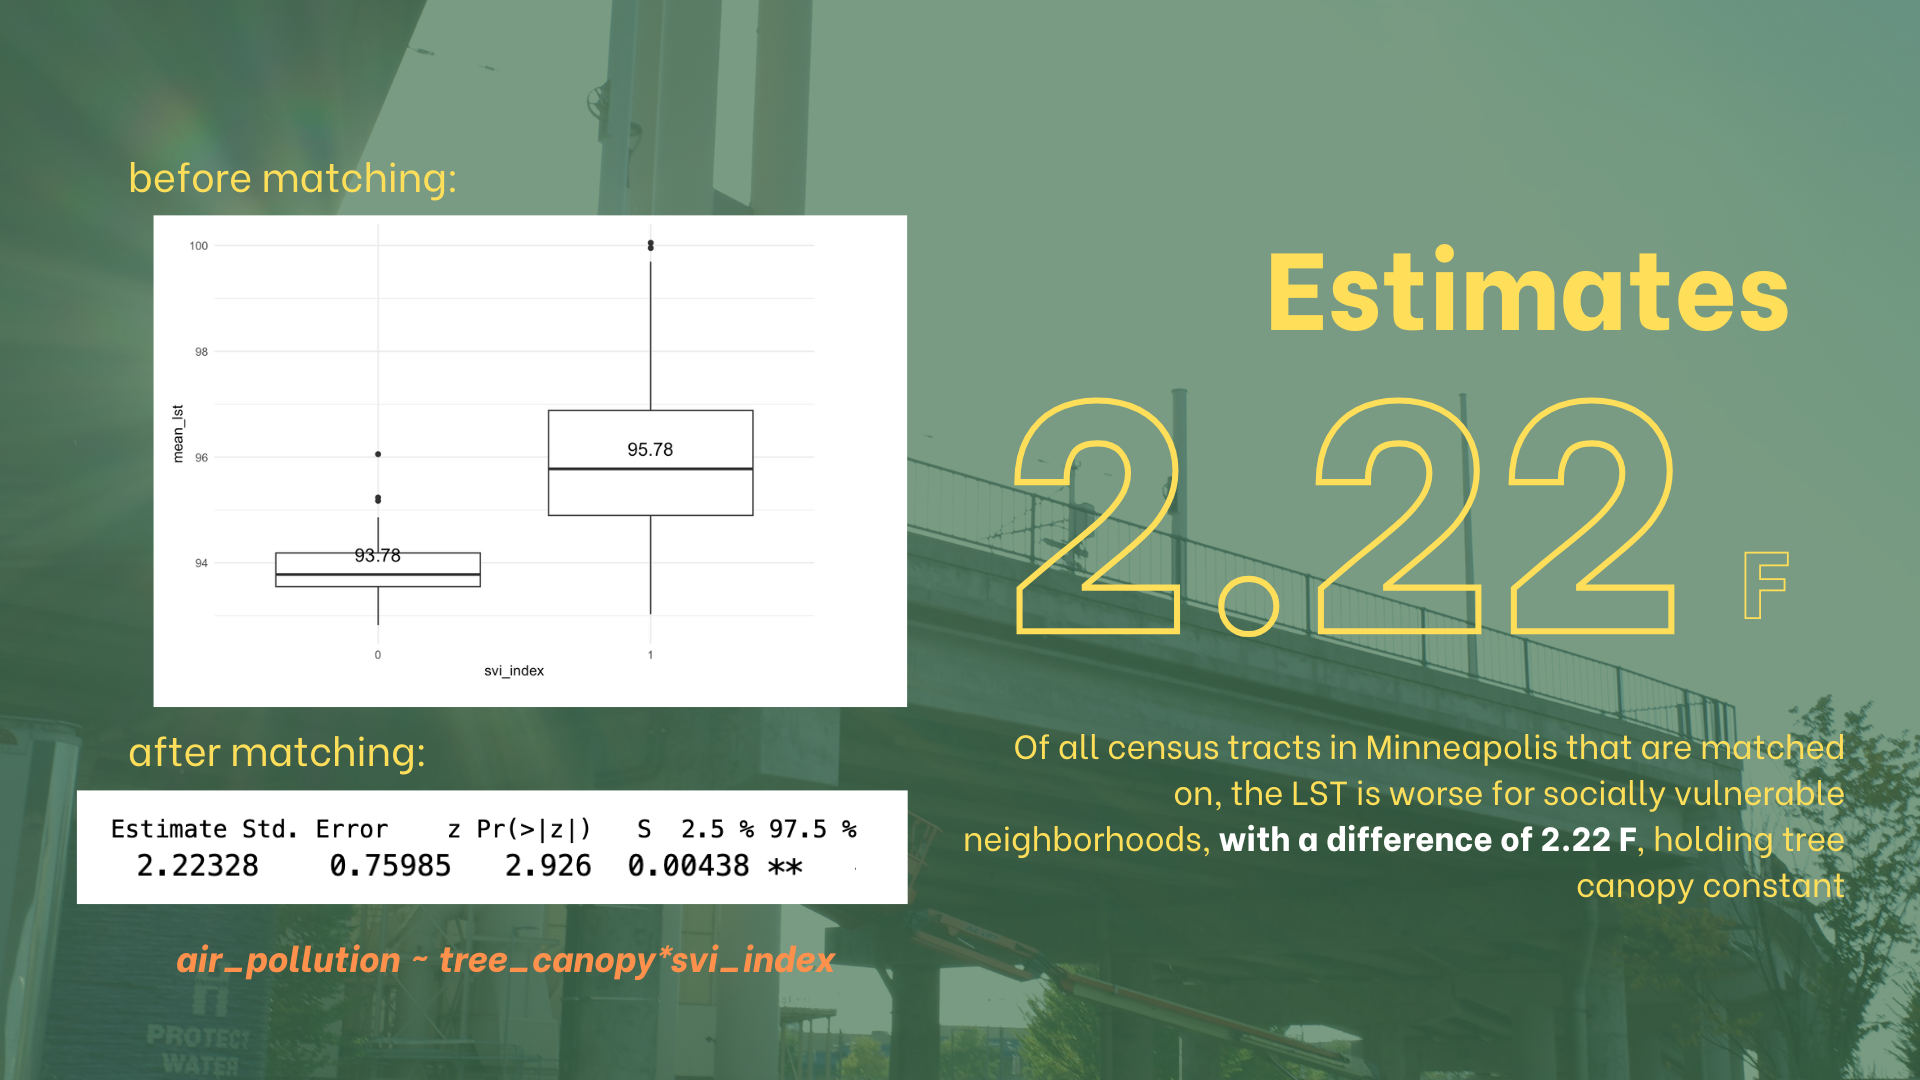 before matching:
100
98
96
94
mean_lst
93.78
95.78
0
1
svi_index
after matching:
Estimate Std. Error z Pr(>|z|) S 2.5 % 97.5 %
2.22328 0.75985 2.926 0.00438 **
air_pollution ~ tree_canopy*svi_index
PROTECT
WATER
Estimates
2.22 F
Of all census tracts in Minneapolis that are matched
on, the LST is worse for socially vulnerable
neighborhoods, with a difference of 2.22 F, holding tree
canopy constant